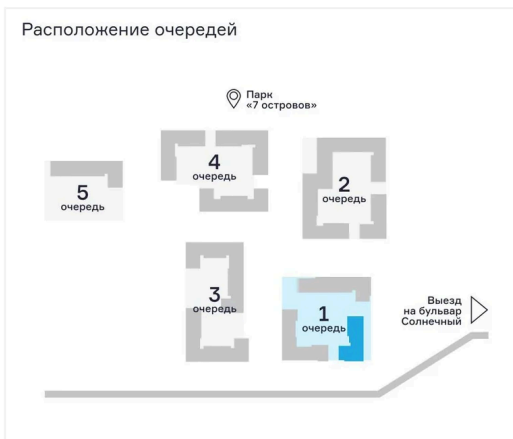 Расположение очередей
Парк
«7 островов»
4
очередь
2
очередь
5
очередь
3
очередь
1
очередь
Выезд
на бульвар
Солнечный